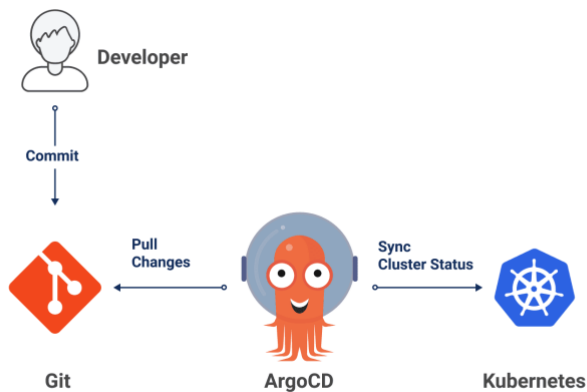 Developer
Commit
Pull
Changes
Sync
Cluster Status
Git
ArgoCD
Kubernetes